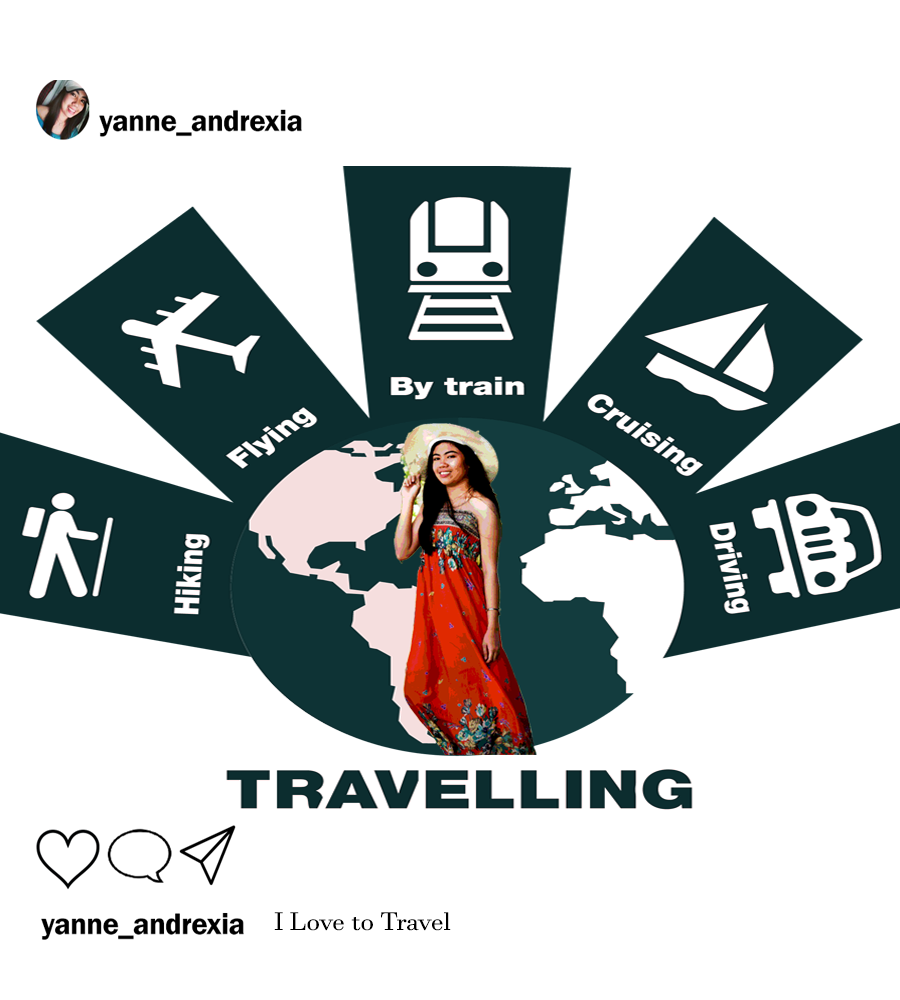 yanne_andrexia
By train
Flying
Cruising
Hiking
Driving
TRAVELLING
yanne_andrexia I Love to Travel